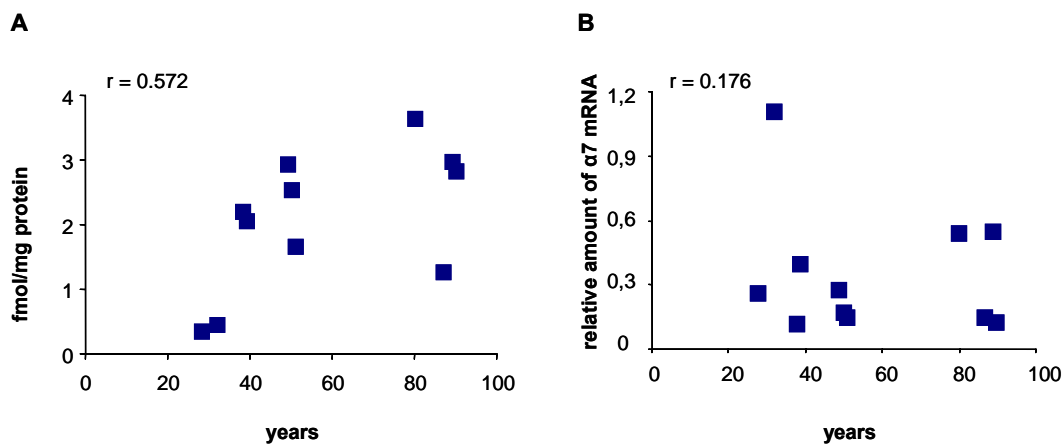 A
r = 0.572
4
3
2
1
0
fmol/mg protein
0 20 40 60 80 100
years
B
r = 0.176
1,2
0,9
0,6
0,3
0
relative amount of α7 mRNA
0 20 40 60 80 100
years